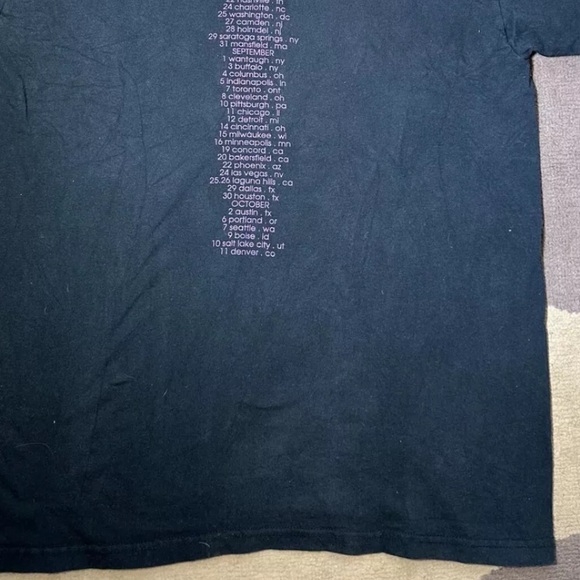 22 nashville . tn
24 charlotte . nc
25 washington . dc
27 camden . nj
28 holmdel . nj
29 saratoga springs . ny
31 mansfield . ma
SEPTEMBER
1 wantaugh . ny
3 buffalo . ny
4 columbus . oh
5 indianapolis . in
7 toronto . ont
8 cleveland . oh
10 pittsburgh . pa
11 chicago . il
12 detroit . mi
14 cincinnati . oh
15 milwaukee . wi
16 minneapolis . mn
19 concord . ca
20 bakersfield . ca
22 phoenix . az
24 las vegas . nv
25.26 laguna hills . ca
29 dallas . tx
30 houston . tx
OCTOBER
2 austin . tx
6 portland . or
7 seattle . wa
9 boise . id
10 salt lake city . ut
11 denver . co